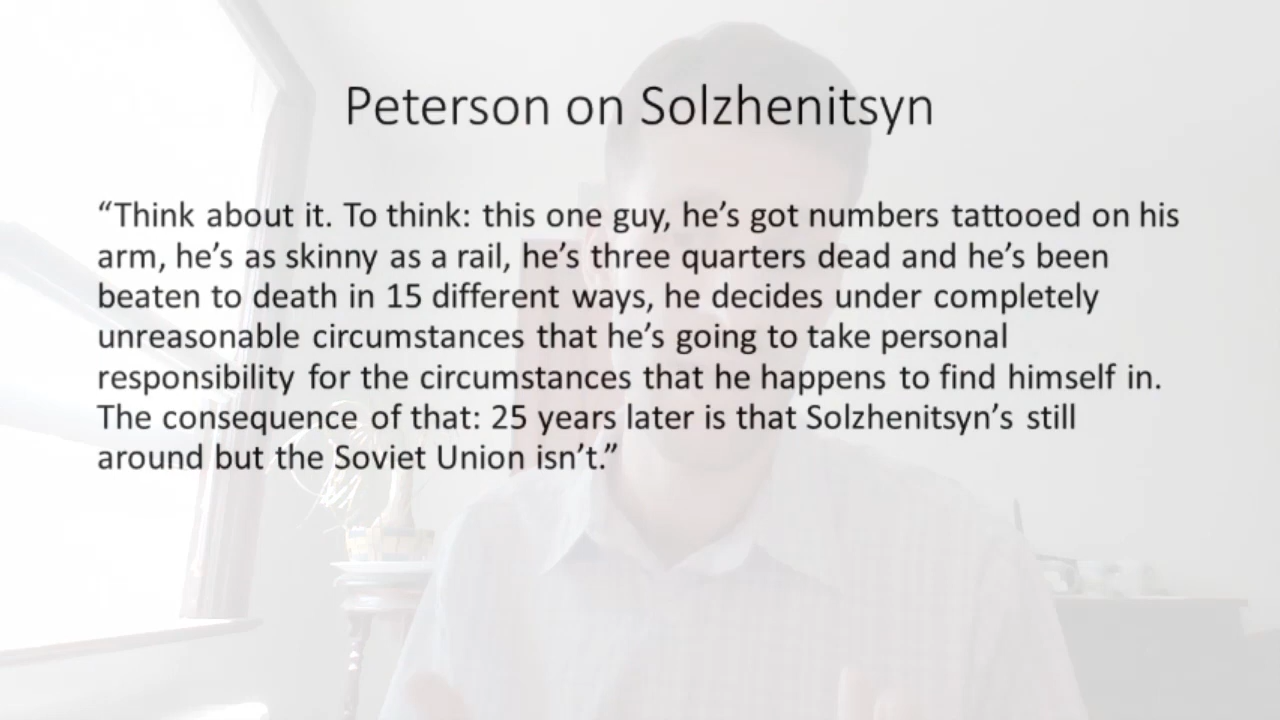 Peterson on Solzhenitsyn
“Think about it. To think: this one guy, he’s got numbers tattooed on his
arm, he’s as skinny as a rail, he’s three quarters dead and he’s been
beaten to death in 15 different ways, he decides under completely
unreasonable circumstances that he’s going to take personal
responsibility for the circumstances that he happens to find himself in.
The consequence of that: 25 years later is that Solzhenitsyn’s still
around but the Soviet Union isn’t.”